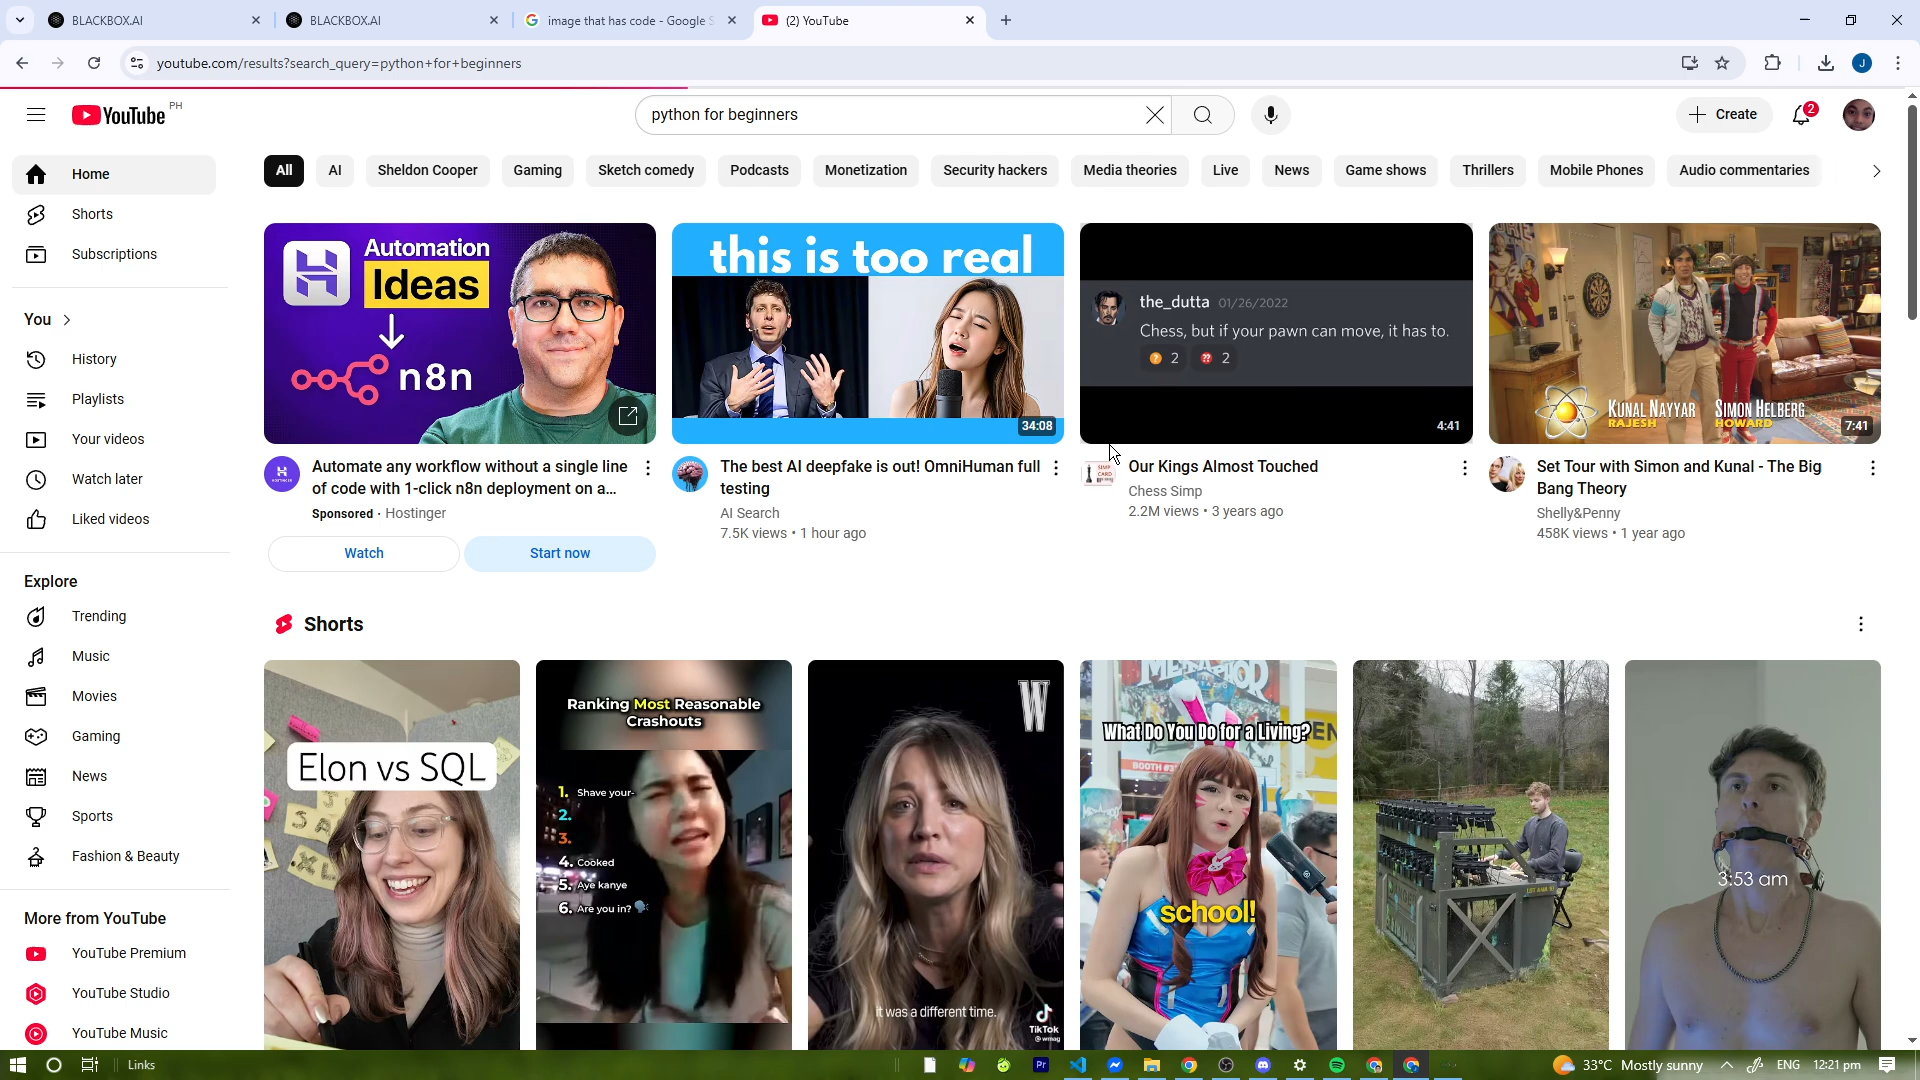 BLACKBOX.AI
BLACKBOX.AI
image that has code - Google S
(2) YouTube
youtube.com/results?search_query=python+for+beginners
YouTube PH
python for beginners
Create
2
Home
Shorts
Subscriptions
You
History
Playlists
Your videos
Watch later
Liked videos
Explore
Trending
Music
Movies
Gaming
News
Sports
Fashion & Beauty
More from YouTube
YouTube Premium
YouTube Studio
YouTube Music
All
AI
Sheldon Cooper
Gaming
Sketch comedy
Podcasts
Monetization
Security hackers
Media theories
Live
News
Game shows
Thrillers
Mobile Phones
Audio commentaries
Automation
Ideas
n8n
Automate any workflow without a single line
of code with 1-click n8n deployment on a...
Sponsored · Hostinger
Watch
Start now
this is too real
34:08
The best AI deepfake is out! OmniHuman full
testing
AI Search
7.5K views • 1 hour ago
the_dutta 01/26/2022
Chess, but if your pawn can move, it has to.
2
2
4:41
Our Kings Almost Touched
Chess Simp
2.2M views • 3 years ago
KUNAL NAYYAR
RAJESH
SIMON HELBERG
HOWARD
7:41
Set Tour with Simon and Kunal - The Big
Bang Theory
Shelly&Penny
458K views • 1 year ago
Shorts
Elon vs SQL
Ranking Most Reasonable
Crashouts
1. Shave your-
2.
3.
4. Cooked
5. Aye kanye
6. Are you in?
W
it was a different time.
TikTok
@wmag
What Do You Do for a Living?
BOOTH #3
school!
3:53 am
Links
Pr
33°C Mostly sunny
ENG
12:21 pm